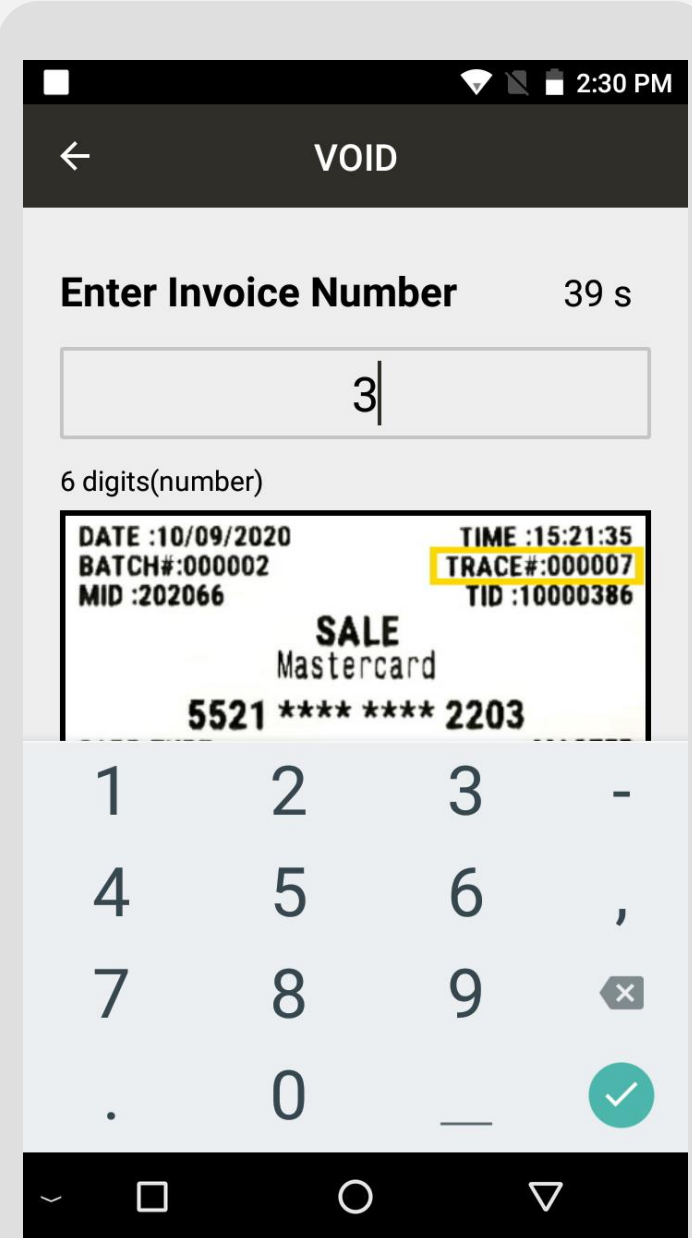 2:30 PM
VOID
Enter Invoice Number 39 s
3
6 digits(number)
DATE :10/09/2020 TIME :15:21:35
BATCH#:000002 TRACE#:000007
MID :202066 TID :10000386
SALE
Mastercard
5521 **** **** 2203
1 2 3 -
4 5 6 ,
7 8 9
. 0 _